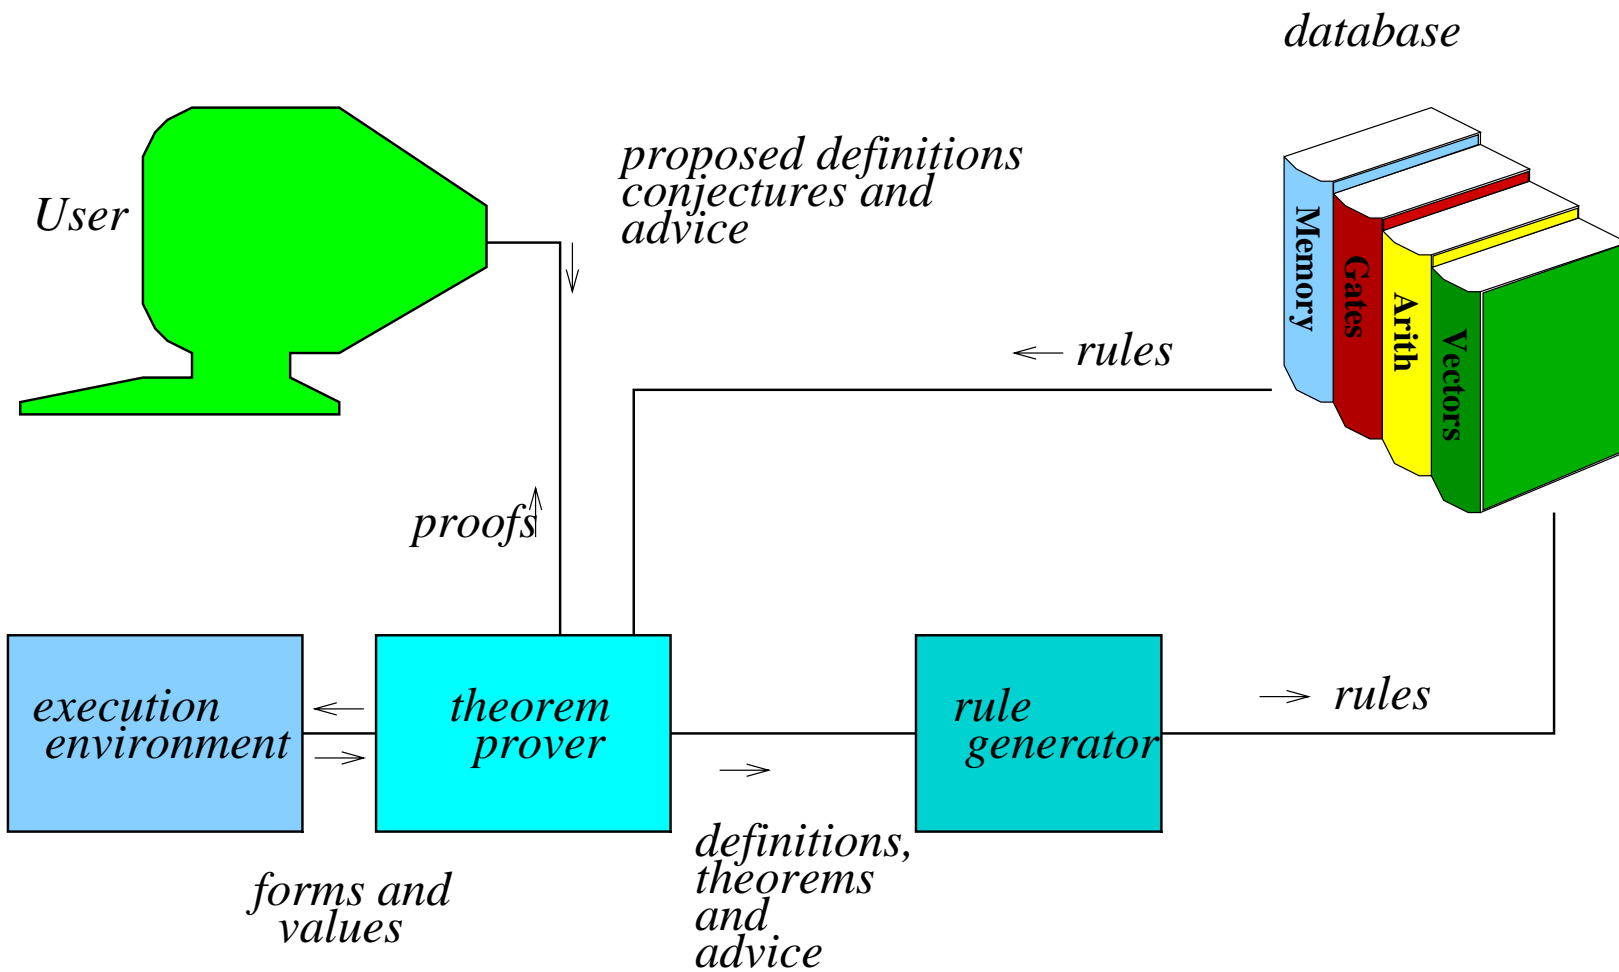 database
proposed definitions
conjectures and
advice
User
Memory
Gates
Arith
Vectors
rules
proofs
execution
environment
theorem
prover
rule
generator
rules
forms and
values
definitions,
theorems
and
advice